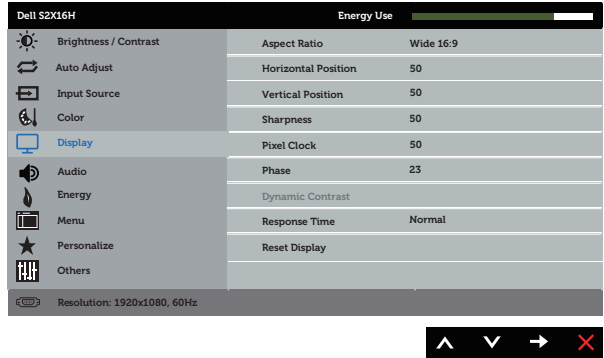 Dell S2X16H Energy Use
Brightness / Contrast
Auto Adjust
Input Source
Color
Display
Audio
Energy
Menu
Personalize
Others
Aspect Ratio Wide 16:9
Horizontal Position 50
Vertical Position 50
Sharpness 50
Pixel Clock 50
Phase 23
Dynamic Contrast
Response Time Normal
Reset Display
Resolution: 1920x1080, 60Hz